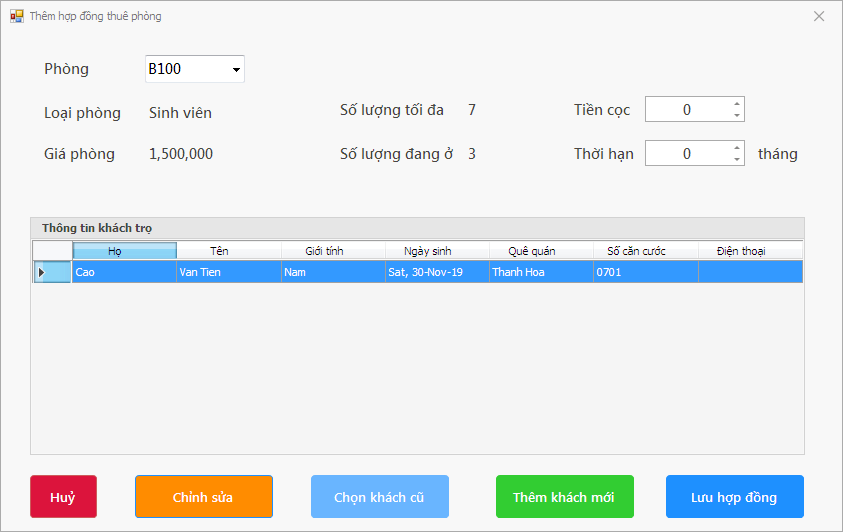 Thêm hợp đồng thuê phòng
Phòng B100
Loại phòng Sinh viên Số lượng tối đa 7 Tiền cọc 0
Giá phòng 1,500,000 Số lượng đang ở 3 Thời hạn 0 tháng
Thông tin khách trọ
Họ Tên Giới tính Ngày sinh Quê quán Số căn cước Điện thoại
Cao Van Tien Nam Sat, 30-Nov-19 Thanh Hoa 0701
Huỷ Chỉnh sửa Chọn khách cũ Thêm khách mới Lưu hợp đồng